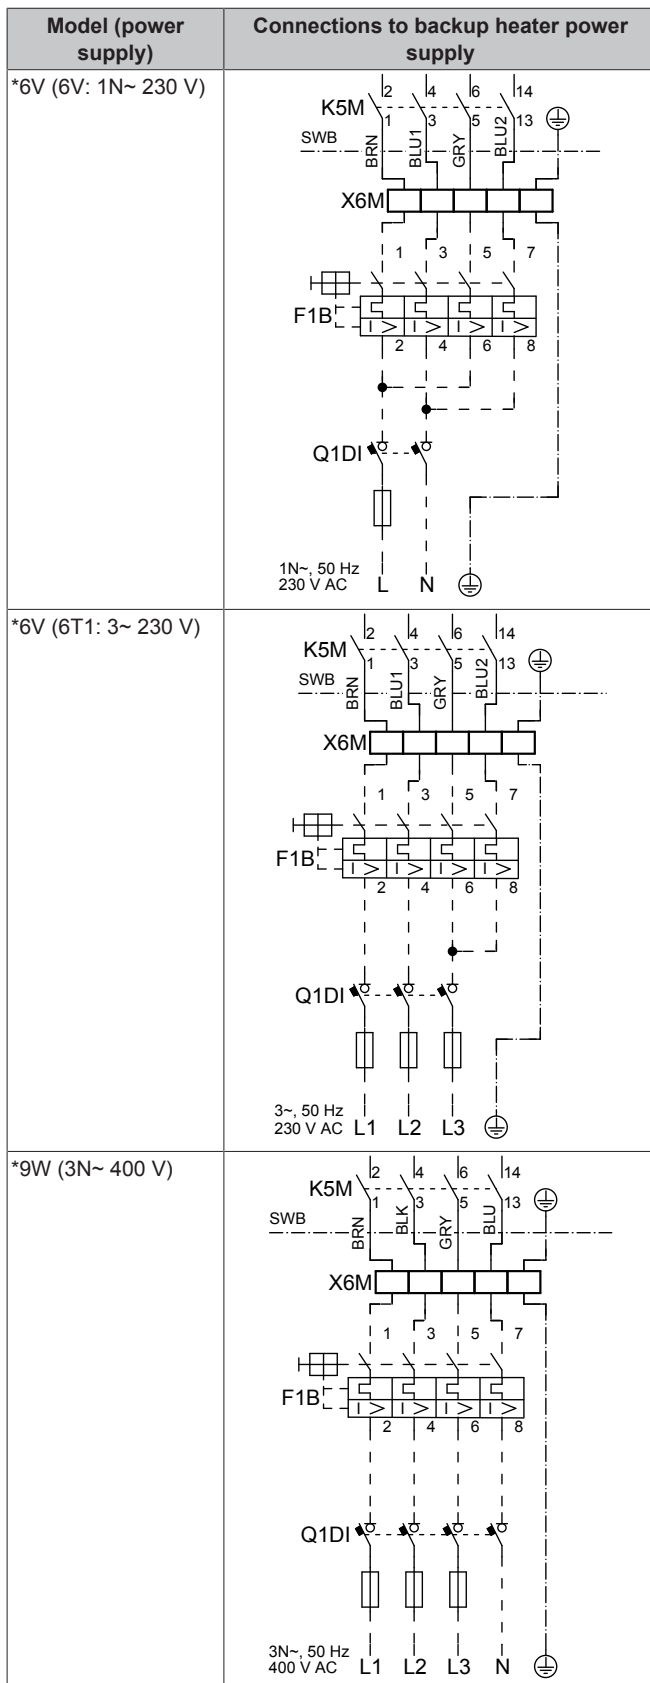 Model (power supply)
Connections to backup heater power supply
*6V (6V: 1N~ 230 V)
2 4 6 14
K5M
1 3 5 13
SWB
BRN BLU1 GRY BLU2
X6M
1 3 5 7
F1B
I > I > I > I >
2 4 6 8
Q1DI
1N~, 50 Hz
230 V AC L N
*6V (6T1: 3~ 230 V)
2 4 6 14
K5M
1 3 5 13
SWB
BRN BLU1 GRY BLU2
X6M
1 3 5 7
F1B
I > I > I > I >
2 4 6 8
Q1DI
3~, 50 Hz
230 V AC L1 L2 L3
*9W (3N~ 400 V)
2 4 6 14
K5M
1 3 5 13
SWB
BRN BLK GRY BLU
X6M
1 3 5 7
F1B
I > I > I > I >
2 4 6 8
Q1DI
3N~, 50 Hz
400 V AC L1 L2 L3 N